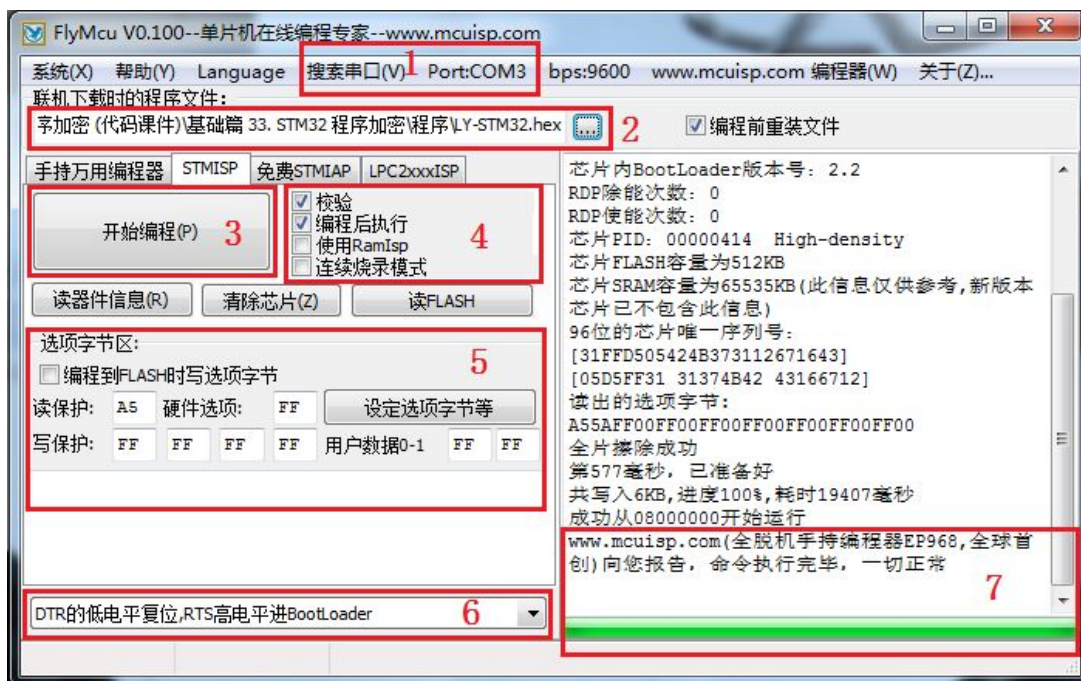 FlyMcu V0.100--单片机在线编程专家--www.mcuisp.com
系统(X) 帮助(Y) Language 搜索串口(V) Port:COM3 bps:9600 www.mcuisp.com 编程器(W) 关于(Z)...
1
联机下载时的程序文件:
享加密 (代码课件)\基础篇 33. STM32 程序加密\程序\LY-STM32.hex ... 2 编程前重装文件
手持万用编程器 STMISP 免费STMIAP LPC2xxxISP
开始编程(P) 3
校验
编程后执行
使用RamIsp
连续烧录模式
4
读器件信息(R) 清除芯片(Z) 读FLASH
选项字节区:
5
编程到FLASH时写选项字节
读保护: A5 硬件选项: FF 设定选项字节等
写保护: FF FF FF FF 用户数据0-1 FF FF
DTR的低电平复位,RTS高电平进BootLoader 6
芯片内BootLoader版本号: 2.2
RDP除能次数: 0
RDP使能次数: 0
芯片PID: 00000414 High-density
芯片FLASH容量为512KB
芯片SRAM容量为65535KB(此信息仅供参考,新版本
芯片已不包含此信息)
96位的芯片唯一序列号:
[31FFD505424B373112671643]
[05D5FF31 31374B42 43166712]
读出的选项字节:
A55AFF00FF00FF00FF00FF00FF00FF00
全片擦除成功
第577毫秒, 已准备好
共写入6KB,进度100%,耗时19407毫秒
成功从08000000开始运行
www.mcuisp.com(全脱机手持编程器EP968,全球首
创)向您报告, 命令执行完毕, 一切正常
7